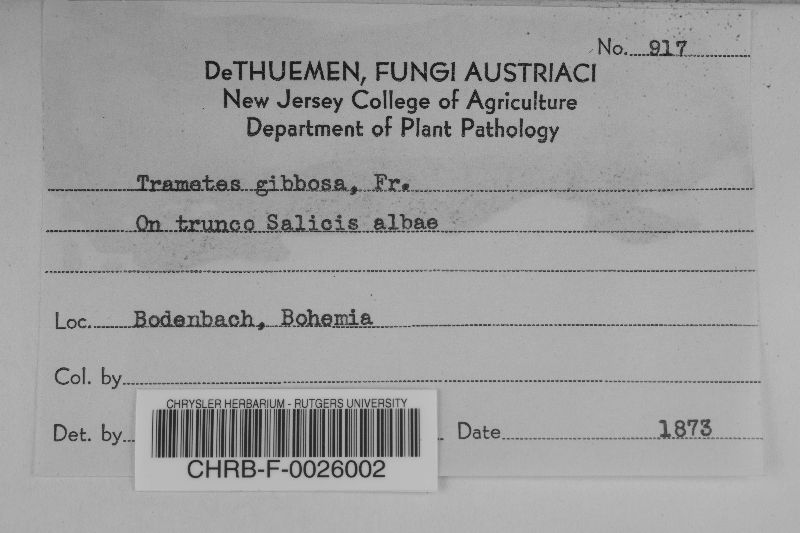 No. 917
DeTHUEMEN, FUNGI AUSTRIACI
New Jersey College of Agriculture
Department of Plant Pathology
Trametes gibbosa, Fr.
On trunco Salicis albae
Loc. Bodenbach, Bohemia
Col. by
Det. by
Date 1873
CHRYSLER HERBARIUM - RUTGERS UNIVERSITY
CHRB-F-0026002